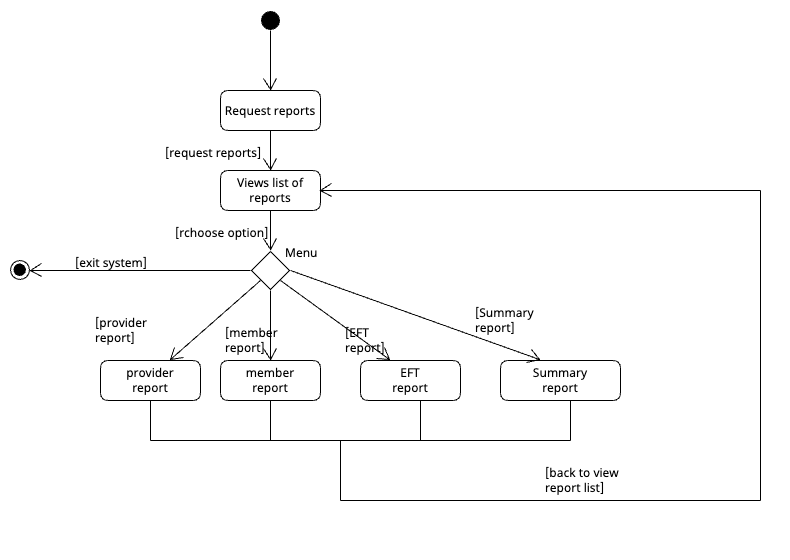 Request reports
[request reports]
Views list of
reports
[rchoose option]
Menu
[exit system]
[provider
report]
[member
report]
[EFT
report]
[Summary
report]
provider
report
member
report
EFT
report
Summary
report
[back to view
report list]